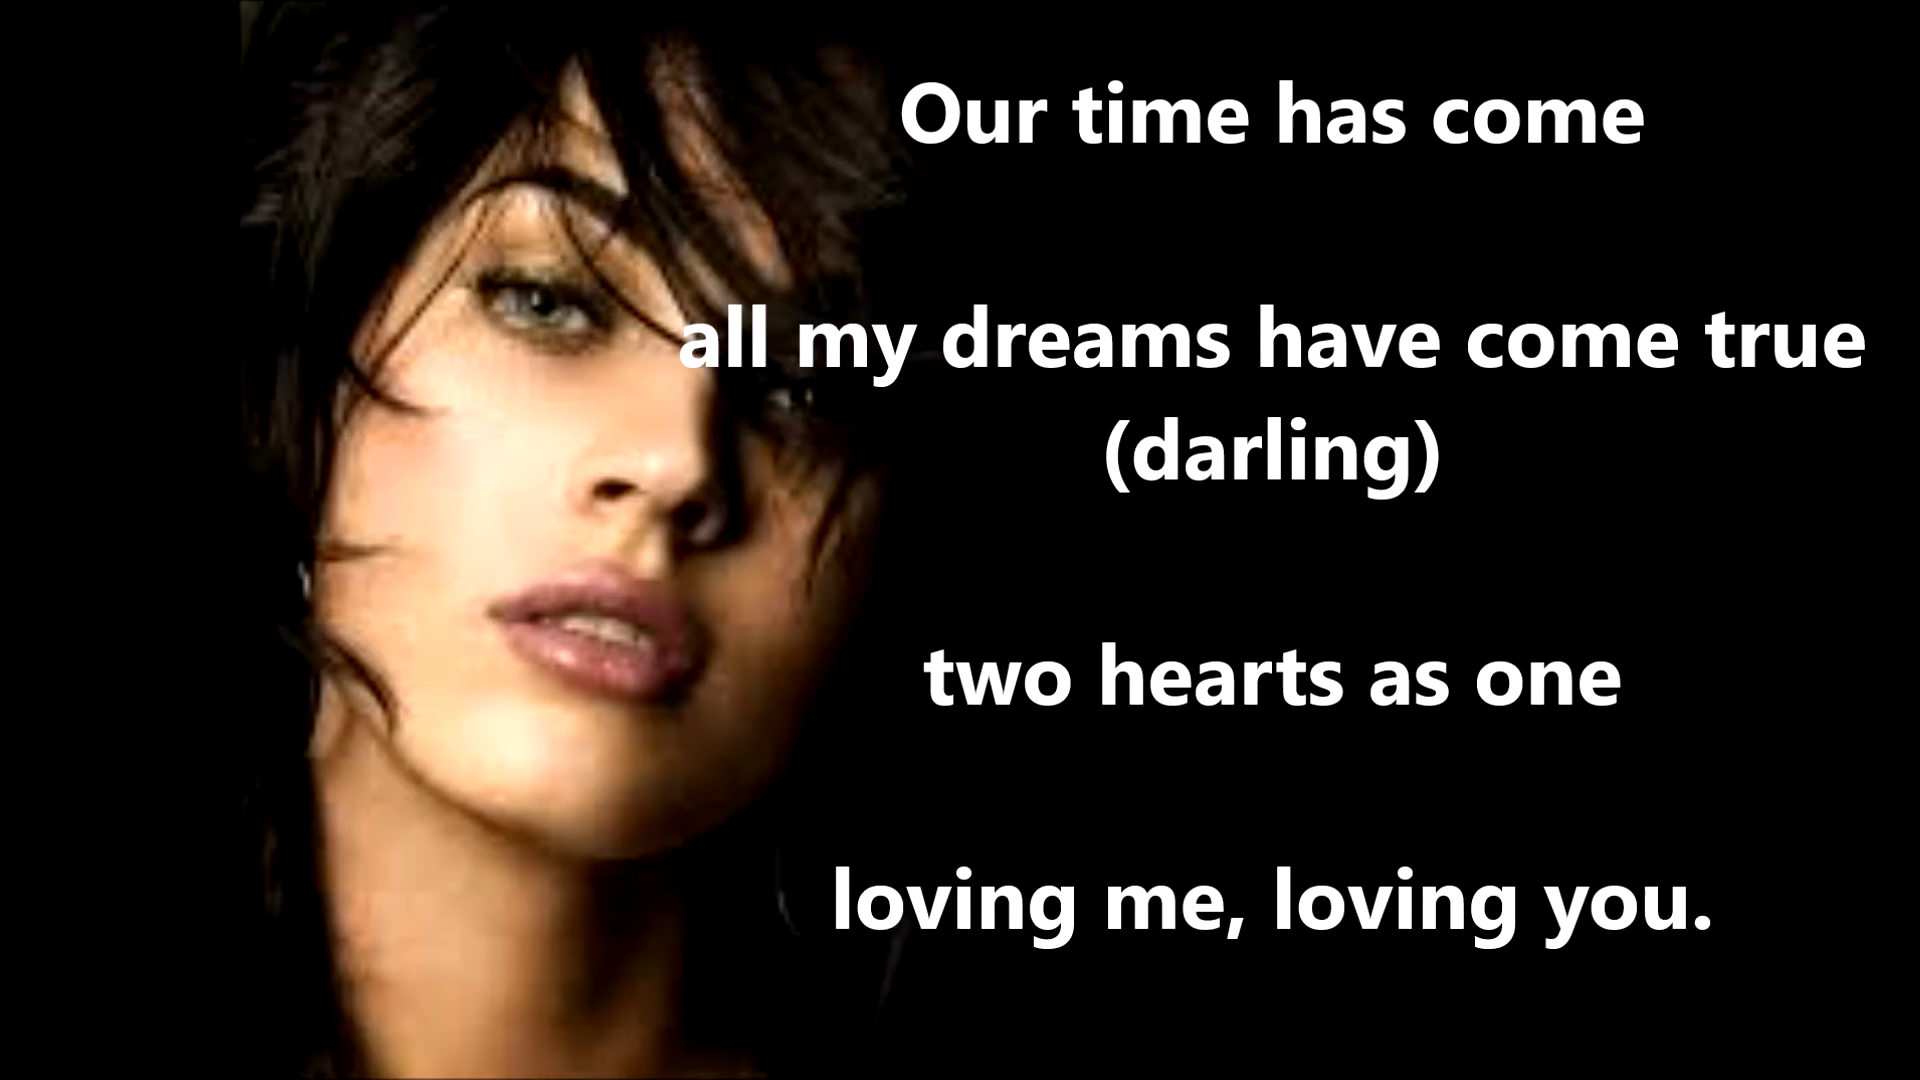 Our time has come
all my dreams have come true
(darling)
two hearts as one
loving me, loving you.